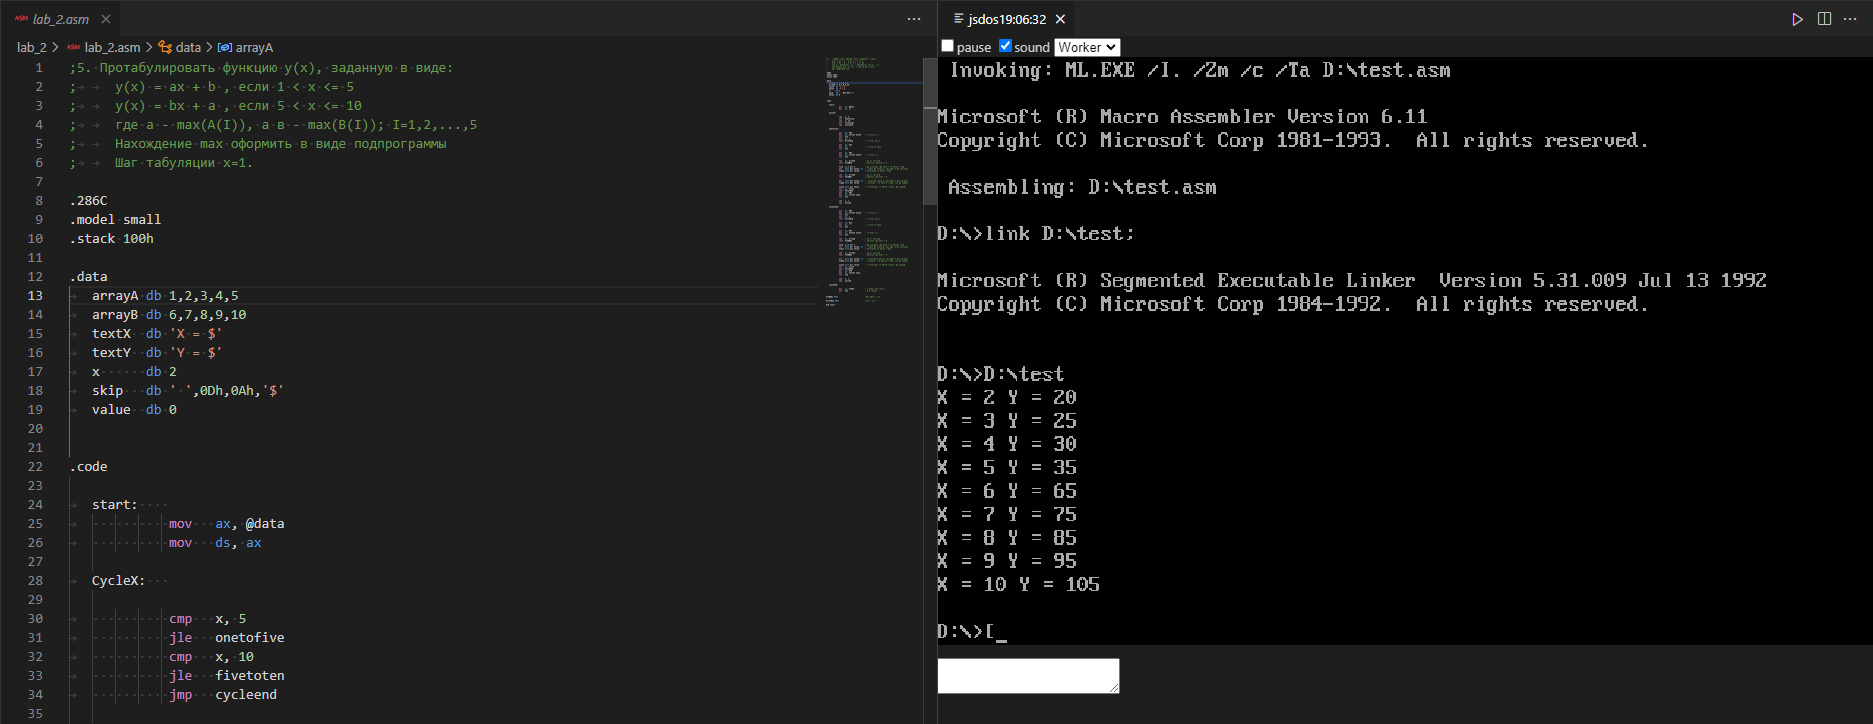 lab_2.asm
lab_2 > lab_2.asm > data > arrayA
1 ;5. Протабулировать функцию y(x), заданную в виде:
2 ; y(x) = ax + b , если 1 < x <= 5
3 ; y(x) = bx + a , если 5 < x <= 10
4 ; где а - max(A(I)), а в - max(B(I)); I=1,2,...,5
5 ; Нахождение max оформить в виде подпрограммы
6 ; Шаг табуляции x=1.
7
8 .286C
9 .model small
10 .stack 100h
11
12 .data
13 arrayA db 1,2,3,4,5
14 arrayB db 6,7,8,9,10
15 textX db 'X = $'
16 textY db 'Y = $'
17 x db 2
18 skip db ' ',0Dh,0Ah,'$'
19 value db 0
20
21
22 .code
23
24 start:
25 mov ax, @data
26 mov ds, ax
27
28 CycleX:
29
30 cmp x, 5
31 jle onetofive
32 cmp x, 10
33 jle fivetoten
34 jmp cycleend
35
jsdos19:06:32
pause sound Worker
Invoking: ML.EXE /I. /Zm /c /Ta D:\test.asm
Microsoft (R) Macro Assembler Version 6.11
Copyright (C) Microsoft Corp 1981-1993. All rights reserved.
Assembling: D:\test.asm
D:\>link D:\test;
Microsoft (R) Segmented Executable Linker Version 5.31.009 Jul 13 1992
Copyright (C) Microsoft Corp 1984-1992. All rights reserved.
D:\>D:\test
X = 2 Y = 20
X = 3 Y = 25
X = 4 Y = 30
X = 5 Y = 35
X = 6 Y = 65
X = 7 Y = 75
X = 8 Y = 85
X = 9 Y = 95
X = 10 Y = 105
D:\>[_